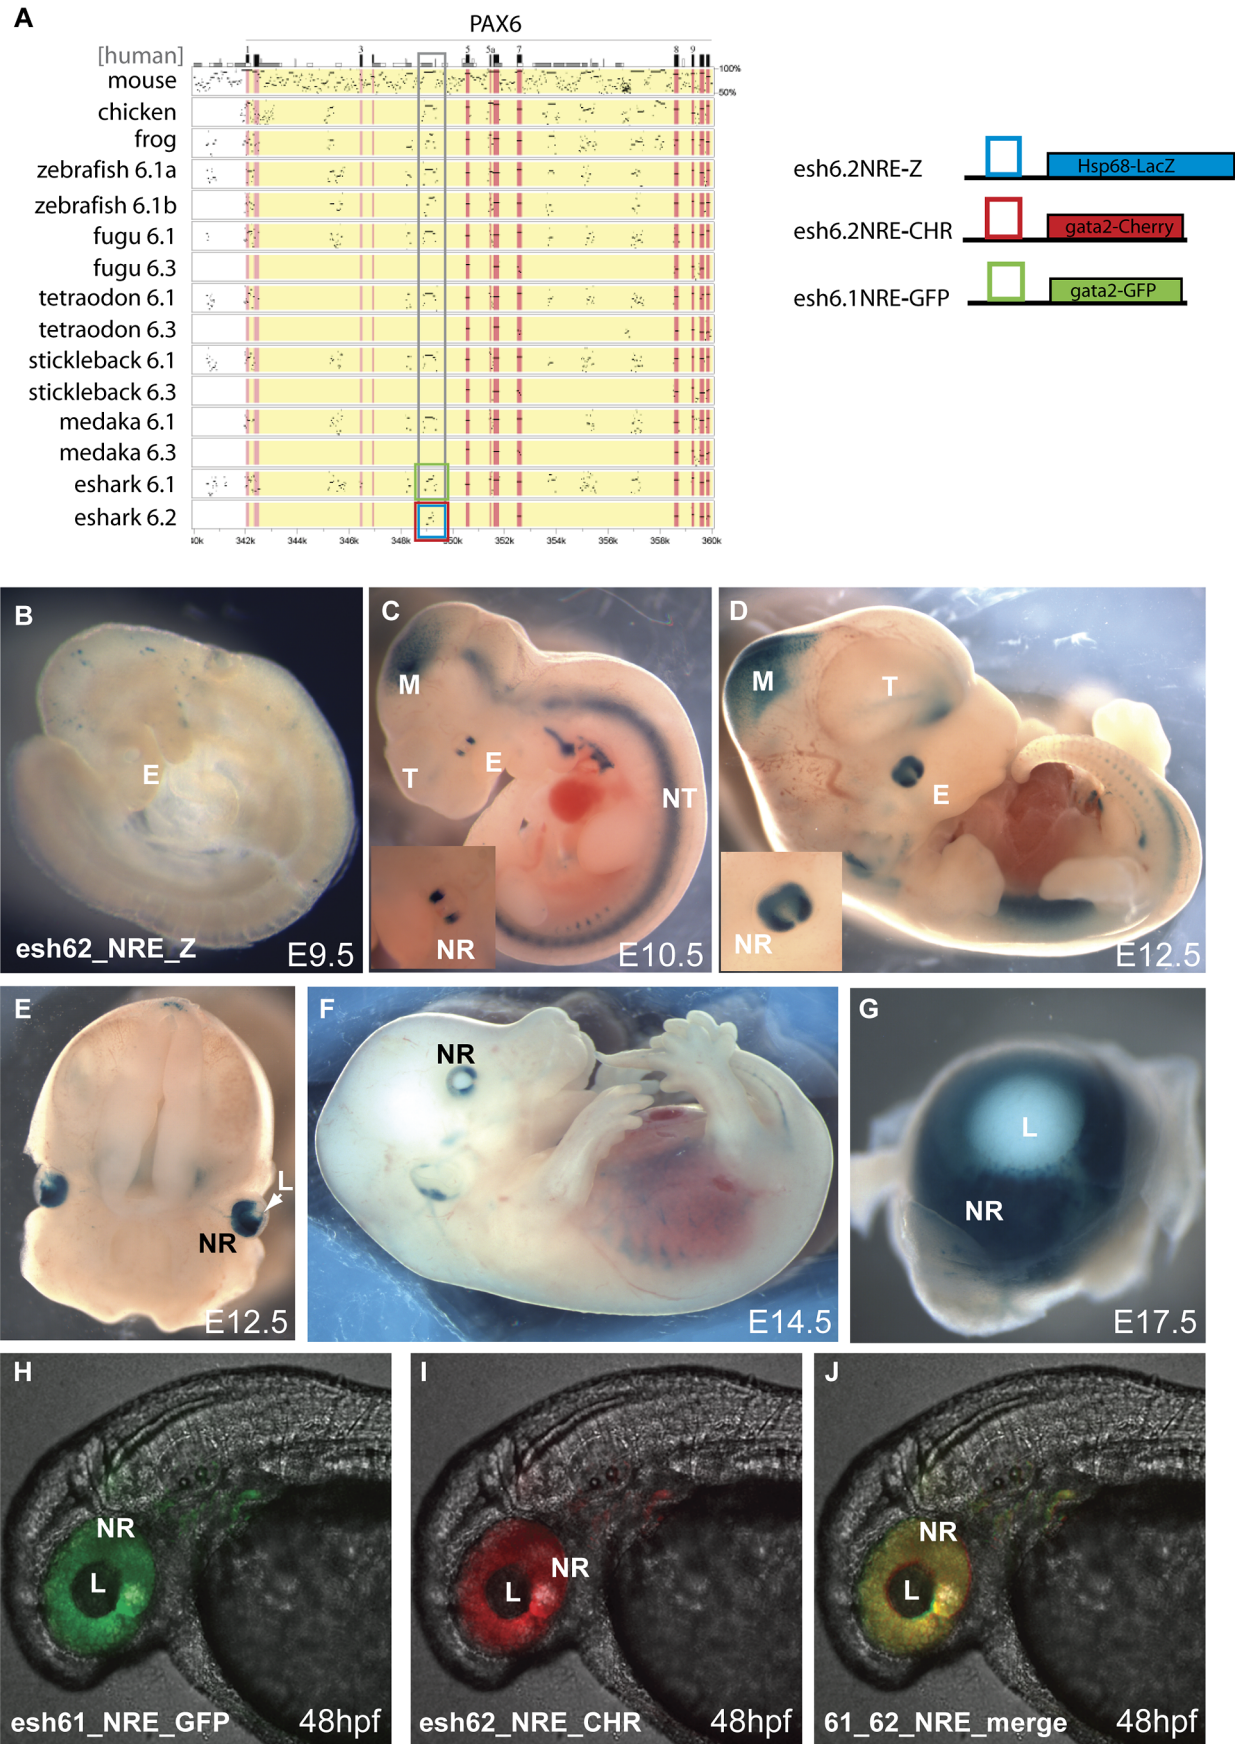 A
PAX6
1 3 5 5a 7 8 9
[human]
mouse
100%
50%
chicken
frog
zebrafish 6.1a
zebrafish 6.1b
fugu 6.1
fugu 6.3
tetraodon 6.1
tetraodon 6.3
stickleback 6.1
stickleback 6.3
medaka 6.1
medaka 6.3
eshark 6.1
eshark 6.2
342k 344k 346k 348k 352k 354k 356k 358k 360k
esh6.2NRE-Z
Hsp68-LacZ
esh6.2NRE-CHR
gata2-Cherry
esh6.1NRE-GFP
gata2-GFP
B
E
esh62_NRE_Z
E9.5
C
M
T
E
NT
NR
E10.5
D
M
T
E
NR
E12.5
E
L
NR
E12.5
F
NR
E14.5
G
L
NR
E17.5
H
NR
L
esh61_NRE_GFP
48hpf
I
NR
L
esh62_NRE_CHR
48hpf
J
NR
L
61_62_NRE_merge
48hpf